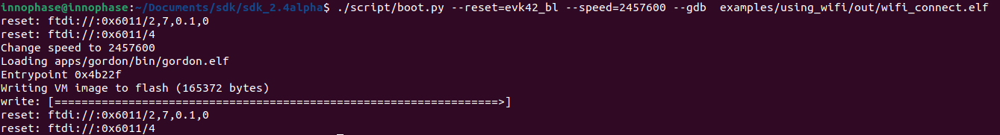 innophase@innophase:~/Documents/sdk/sdk_2.4alpha$ ./script/boot.py --reset=evk42_bl --speed=2457600 --gdb  examples/using_wifi/out/wifi_connect.elf
reset: ftdi://:0x6011/2,7,0.1,0
reset: ftdi://:0x6011/4
Change speed to 2457600
Loading apps/gordon/bin/gordon.elf
Entrypoint 0x4b22f
Writing VM image to flash (165372 bytes)
write: [==================================================================>]
reset: ftdi://:0x6011/2,7,0.1,0
reset: ftdi://:0x6011/4